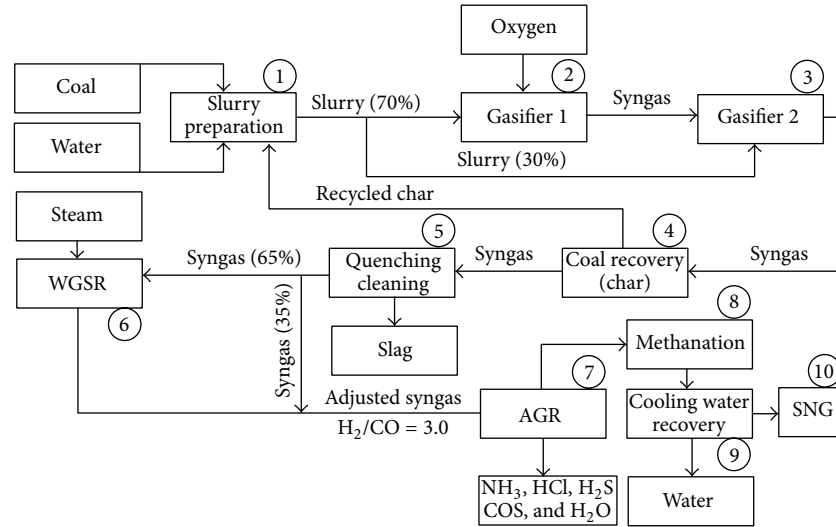 Oxygen
1
2
3
Coal
Slurry
preparation
Slurry (70%)
Gasifier 1
Syngas
Gasifier 2
Water
Slurry (30%)
Recycled char
Steam
5
4
Syngas (65%)
Quenching
cleaning
Syngas
Coal recovery
(char)
Syngas
WGSR
6
Syngas (35%)
Slag
8
Methanation
7
10
Adjusted syngas
H₂/CO = 3.0
AGR
Cooling water
recovery
SNG
9
NH₃, HCl, H₂S
COS, and H₂O
Water